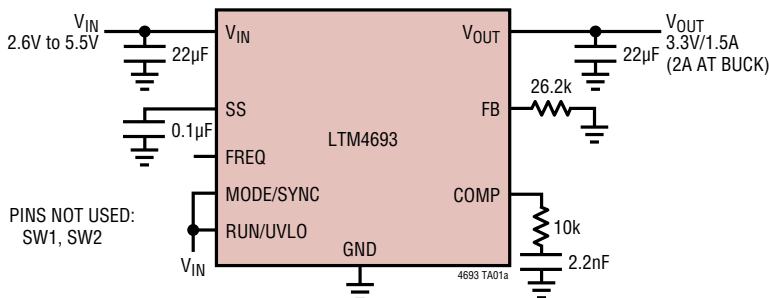 VIN
2.6V to 5.5V
22µF
VIN
VOUT
VOUT
3.3V/1.5A
(2A AT BUCK)
22µF
SS
0.1µF
FB
26.2k
LTM4693
FREQ
MODE/SYNC
COMP
PINS NOT USED:
SW1, SW2
RUN/UVLO
10k
VIN
GND
2.2nF
4693 TA01a